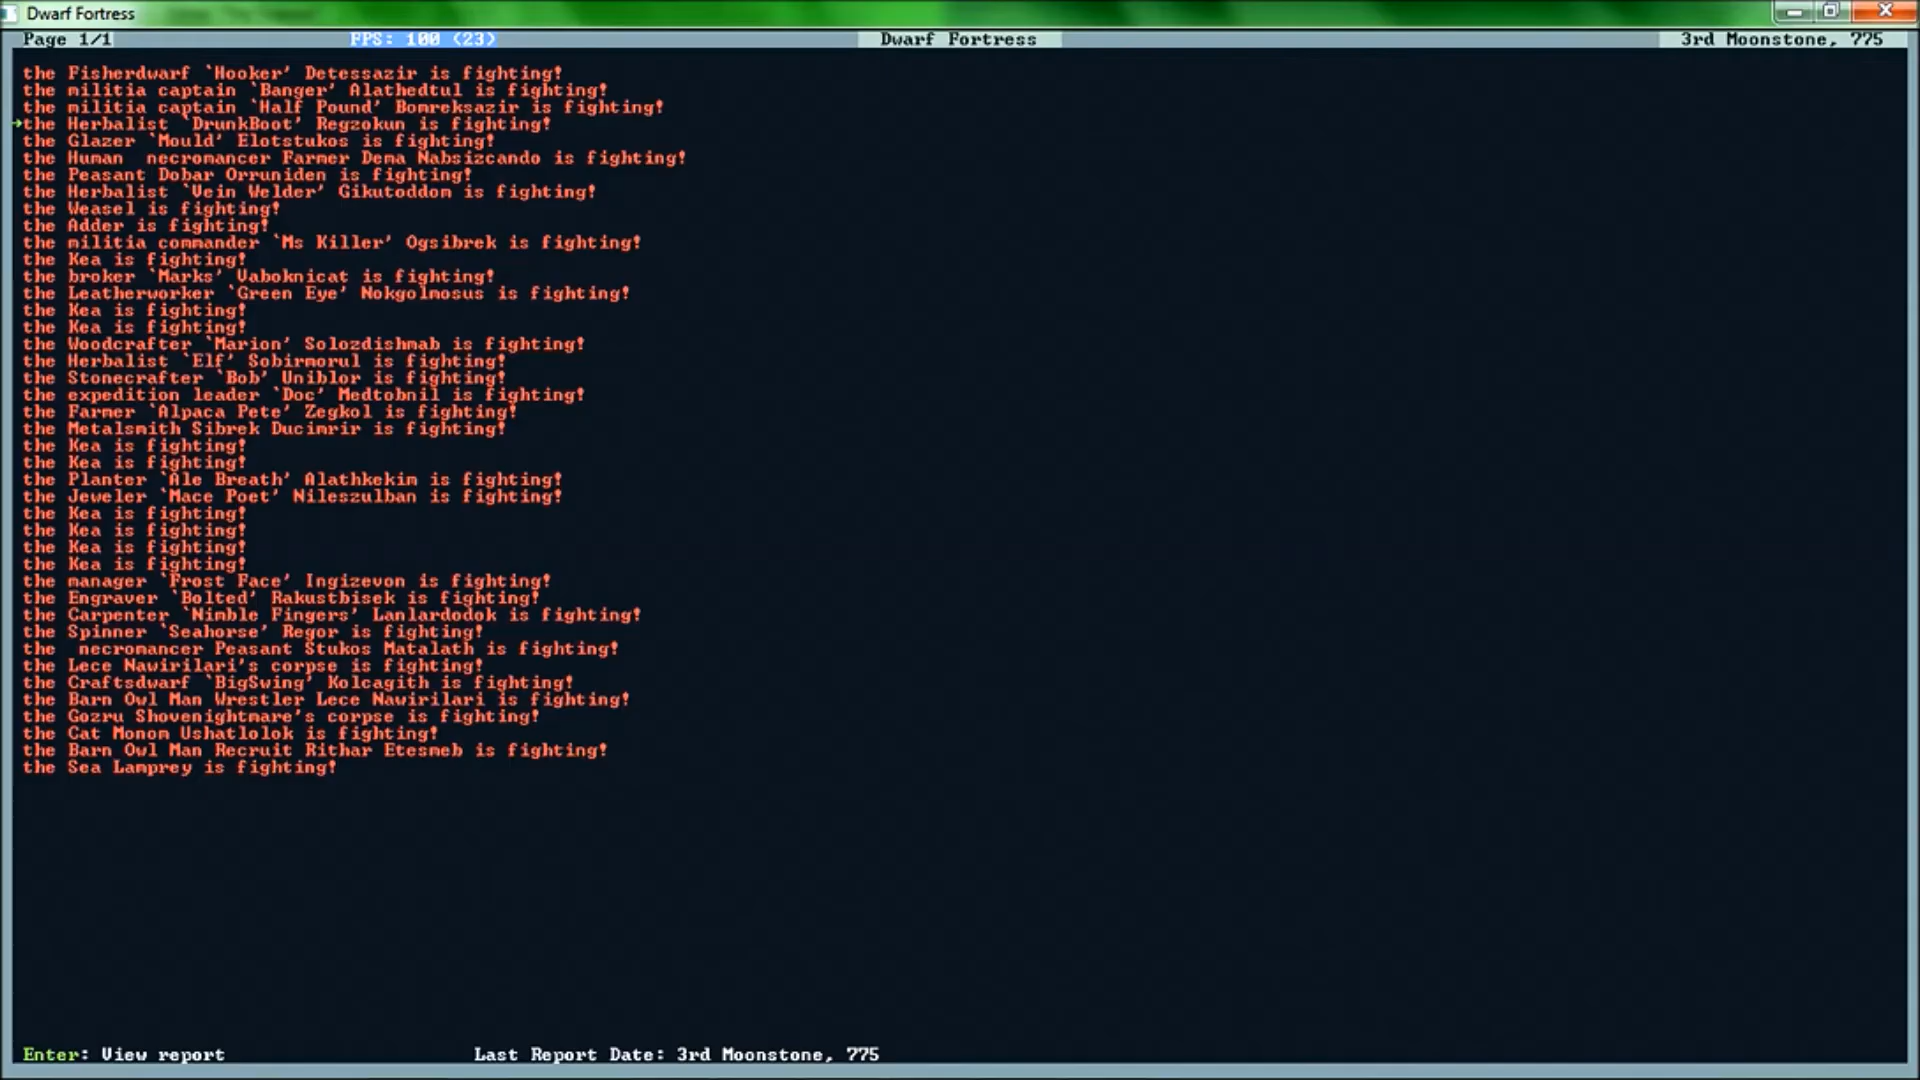 Dwarf Fortress
Page 1/1 FPS: 100 (23) Dwarf Fortress 3rd Moonstone, 775
the Fisherdwarf `Hooker' Detessazir is fighting!
the militia captain `Banger' Alathedtul is fighting!
the militia captain `Half Pound' Bomreksazir is fighting!
the Herbalist `DrunkBoot' Regzokun is fighting!
the Glazer `Mould' Elotstukos is fighting!
the Human  necromancer Farmer Dema Nabsizcando is fighting!
the Peasant Dobar Orruniden is fighting!
the Herbalist `Vein Welder' Gikutoddom is fighting!
the Weasel is fighting!
the Adder is fighting!
the militia commander `Ms Killer' Ogsibrek is fighting!
the Kea is fighting!
the broker `Marks' Vaboknicat is fighting!
the Leatherworker `Green Eye' Nokgolmosus is fighting!
the Kea is fighting!
the Kea is fighting!
the Woodcrafter `Marion' Solozdishmab is fighting!
the Herbalist `Elf' Sobirmorul is fighting!
the Stonecrafter `Bob' Uniblor is fighting!
the expedition leader `Doc' Medtobnil is fighting!
the Farmer `Alpaca Pete' Zegkol is fighting!
the Metalsmith Sibrek Ducimrir is fighting!
the Kea is fighting!
the Kea is fighting!
the Planter `Ale Breath' Alathkekim is fighting!
the Jeweler `Mace Poet' Nileszulban is fighting!
the Kea is fighting!
the Kea is fighting!
the Kea is fighting!
the Kea is fighting!
the manager `Frost Face' Ingizevon is fighting!
the Engraver `Bolted' Rakustbisek is fighting!
the Carpenter `Nimble Fingers' Lanlardodok is fighting!
the Spinner `Seahorse' Regor is fighting!
the  necromancer Peasant Stukos Matalath is fighting!
the Lece Nawirilari's corpse is fighting!
the Craftsdwarf `BigSwing' Kolcagith is fighting!
the Barn Owl Man Wrestler Lece Nawirilari is fighting!
the Gozru Shovenightmare's corpse is fighting!
the Cat Monom Ushatlolok is fighting!
the Barn Owl Man Recruit Rithar Etesmeb is fighting!
the Sea Lamprey is fighting!
Enter: View report Last Report Date: 3rd Moonstone, 775